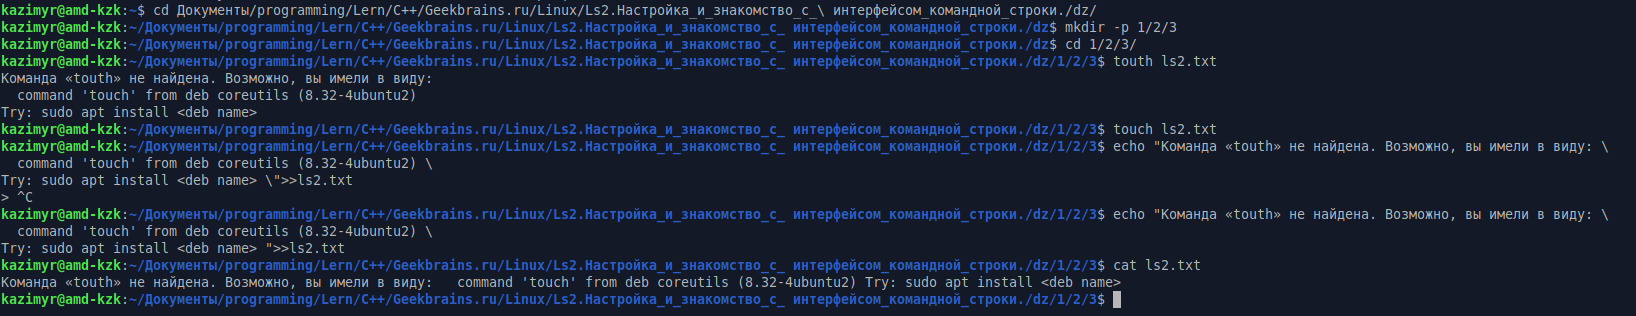 kazimyr@amd-kzk:~$ cd Документы/programming/Lern/C++/Geekbrains.ru/Linux/Ls2.Настройка_и_знакомство_с_\ интерфейсом_командной_строки./dz/
kazimyr@amd-kzk:~/Документы/programming/Lern/C++/Geekbrains.ru/Linux/Ls2.Настройка_и_знакомство_с_ интерфейсом_командной_строки./dz$ mkdir -p 1/2/3
kazimyr@amd-kzk:~/Документы/programming/Lern/C++/Geekbrains.ru/Linux/Ls2.Настройка_и_знакомство_с_ интерфейсом_командной_строки./dz$ cd 1/2/3/
kazimyr@amd-kzk:~/Документы/programming/Lern/C++/Geekbrains.ru/Linux/Ls2.Настройка_и_знакомство_с_ интерфейсом_командной_строки./dz/1/2/3$ touth ls2.txt
Команда «touth» не найдена. Возможно, вы имели в виду:
  command 'touch' from deb coreutils (8.32-4ubuntu2)
Try: sudo apt install <deb name>
kazimyr@amd-kzk:~/Документы/programming/Lern/C++/Geekbrains.ru/Linux/Ls2.Настройка_и_знакомство_с_ интерфейсом_командной_строки./dz/1/2/3$ touch ls2.txt
kazimyr@amd-kzk:~/Документы/programming/Lern/C++/Geekbrains.ru/Linux/Ls2.Настройка_и_знакомство_с_ интерфейсом_командной_строки./dz/1/2/3$ echo "Команда «touth» не найдена. Возможно, вы имели в виду: \
  command 'touch' from deb coreutils (8.32-4ubuntu2) \
Try: sudo apt install <deb name> \">>ls2.txt
> ^C
kazimyr@amd-kzk:~/Документы/programming/Lern/C++/Geekbrains.ru/Linux/Ls2.Настройка_и_знакомство_с_ интерфейсом_командной_строки./dz/1/2/3$ echo "Команда «touth» не найдена. Возможно, вы имели в виду: \
  command 'touch' from deb coreutils (8.32-4ubuntu2) \
Try: sudo apt install <deb name> ">>ls2.txt
kazimyr@amd-kzk:~/Документы/programming/Lern/C++/Geekbrains.ru/Linux/Ls2.Настройка_и_знакомство_с_ интерфейсом_командной_строки./dz/1/2/3$ cat ls2.txt
Команда «touth» не найдена. Возможно, вы имели в виду:   command 'touch' from deb coreutils (8.32-4ubuntu2) Try: sudo apt install <deb name>
kazimyr@amd-kzk:~/Документы/programming/Lern/C++/Geekbrains.ru/Linux/Ls2.Настройка_и_знакомство_с_ интерфейсом_командной_строки./dz/1/2/3$